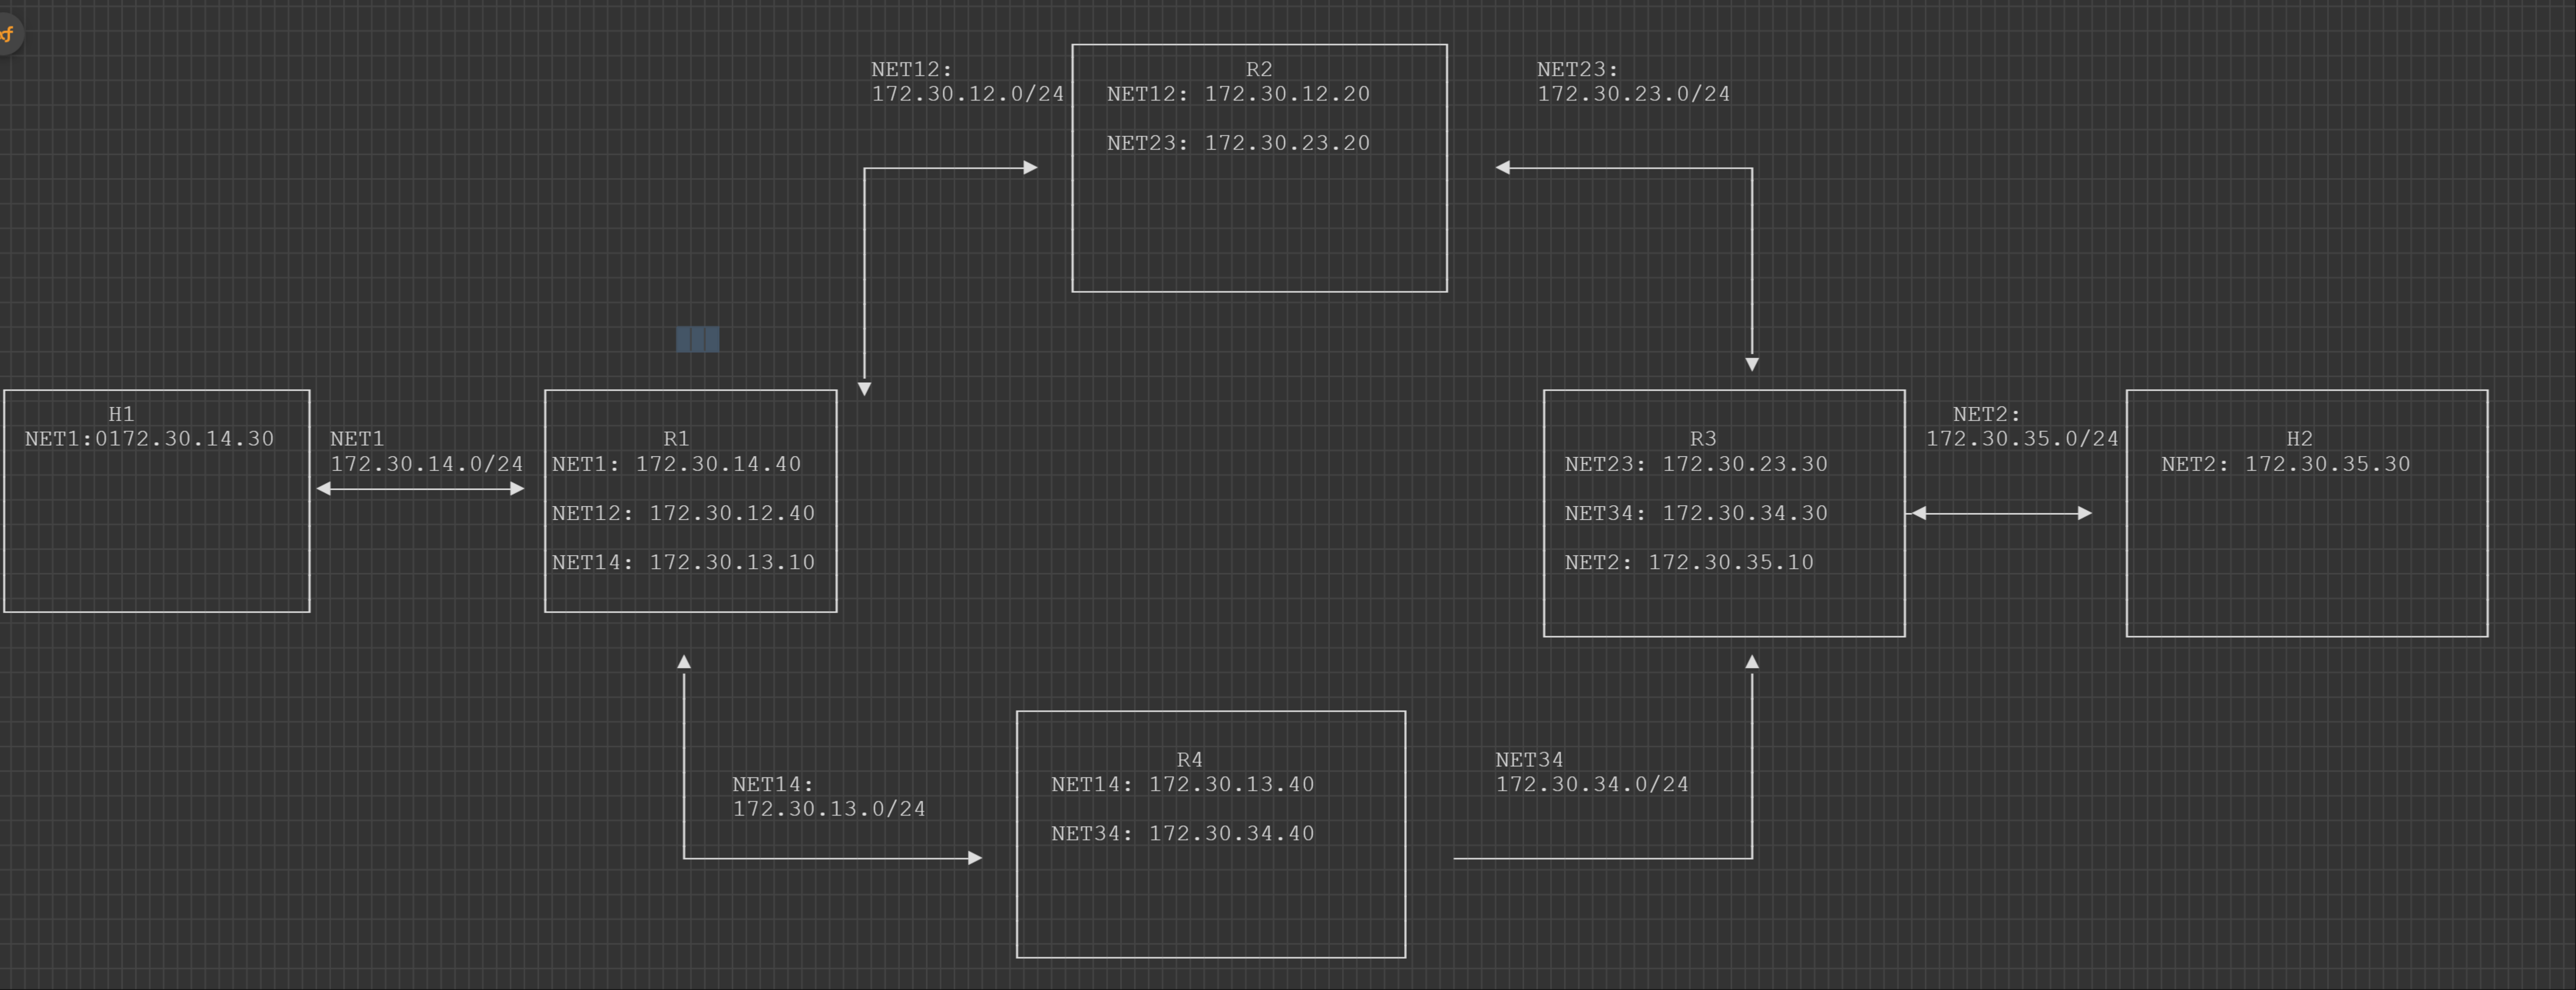 xf
NET12:
172.30.12.0/24
R2
NET12: 172.30.12.20
NET23: 172.30.23.20
NET23:
172.30.23.0/24
H1
NET1:0172.30.14.30
NET1
172.30.14.0/24
R1
NET1: 172.30.14.40
NET12: 172.30.12.40
NET14: 172.30.13.10
R3
NET23: 172.30.23.30
NET34: 172.30.34.30
NET2: 172.30.35.10
NET2:
172.30.35.0/24
H2
NET2: 172.30.35.30
NET14:
172.30.13.0/24
R4
NET14: 172.30.13.40
NET34: 172.30.34.40
NET34
172.30.34.0/24